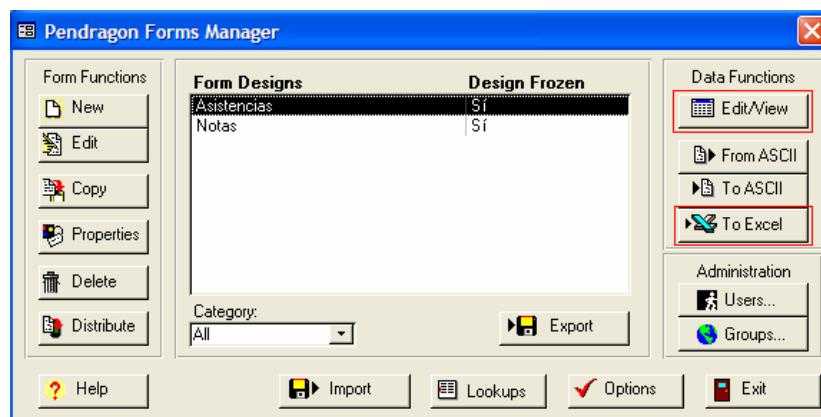 Pendragon Forms Manager
Form Functions
New
Edit
Copy
Properties
Delete
Distribute
Form Designs Design Frozen
Asistencias Sí
Notas Sí
Category:
All
Export
Data Functions
Edit/View
From ASCII
To ASCII
To Excel
Administration
Users...
Groups...
Help
Import
Lookups
Options
Exit